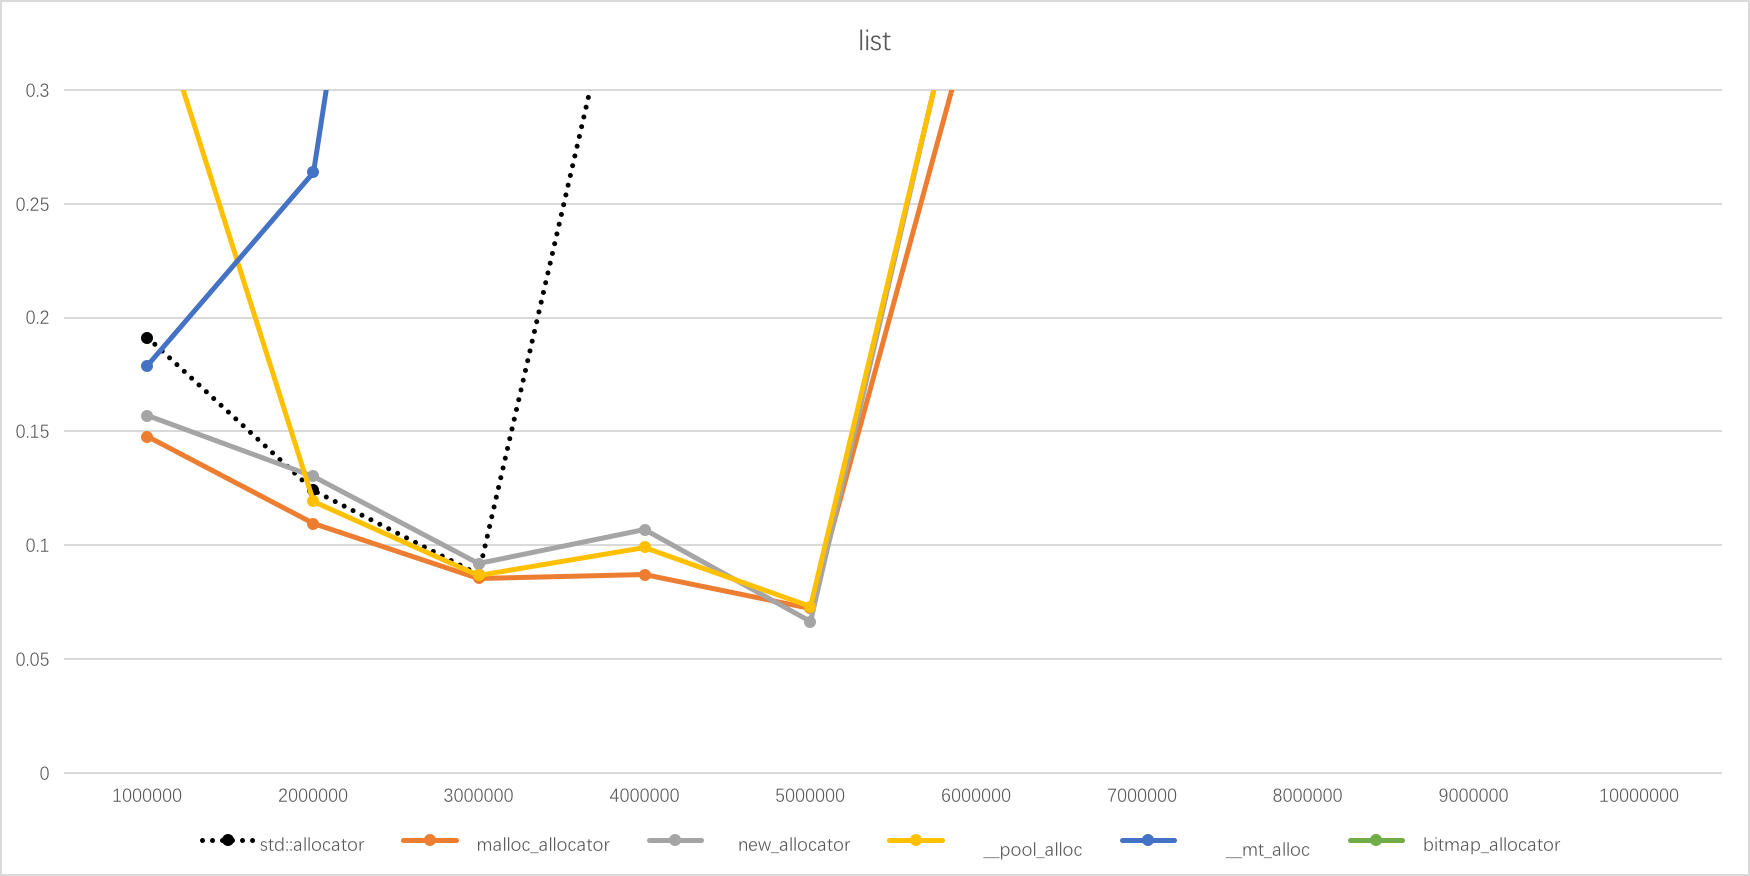 list
0.3
0.25
0.2
0.15
0.1
0.05
0
1000000 2000000 3000000 4000000 5000000 6000000 7000000 8000000 9000000 10000000
std::allocator malloc_allocator new_allocator __pool_alloc __mt_alloc bitmap_allocator